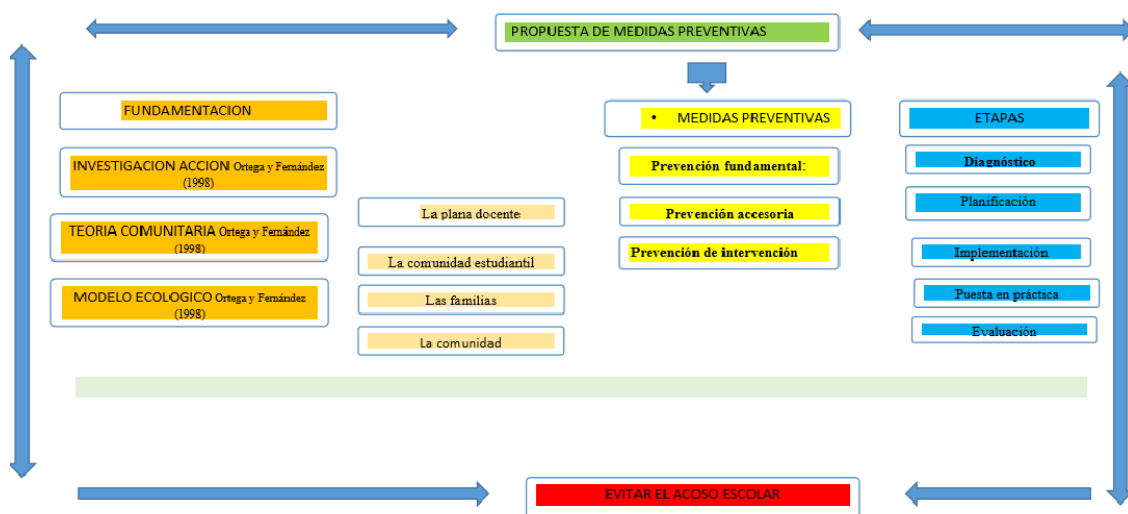 PROPUESTA DE MEDIDAS PREVENTIVAS
FUNDAMENTACION
INVESTIGACION ACCION Ortega y Fernández
(1998)
TEORIA COMUNITARIA Ortega y Fernández
(1998)
MODELO ECOLOGICO Ortega y Fernández
(1998)
La plana docente
La comunidad estudiantil
Las familias
La comunidad
• MEDIDAS PREVENTIVAS
Prevención fundamental:
Prevención accesoria
Prevención de intervención
ETAPAS
Diagnóstico
Planificación
Implementación
Puesta en práctica
Evaluación
EVITAR EL ACOSO ESCOLAR